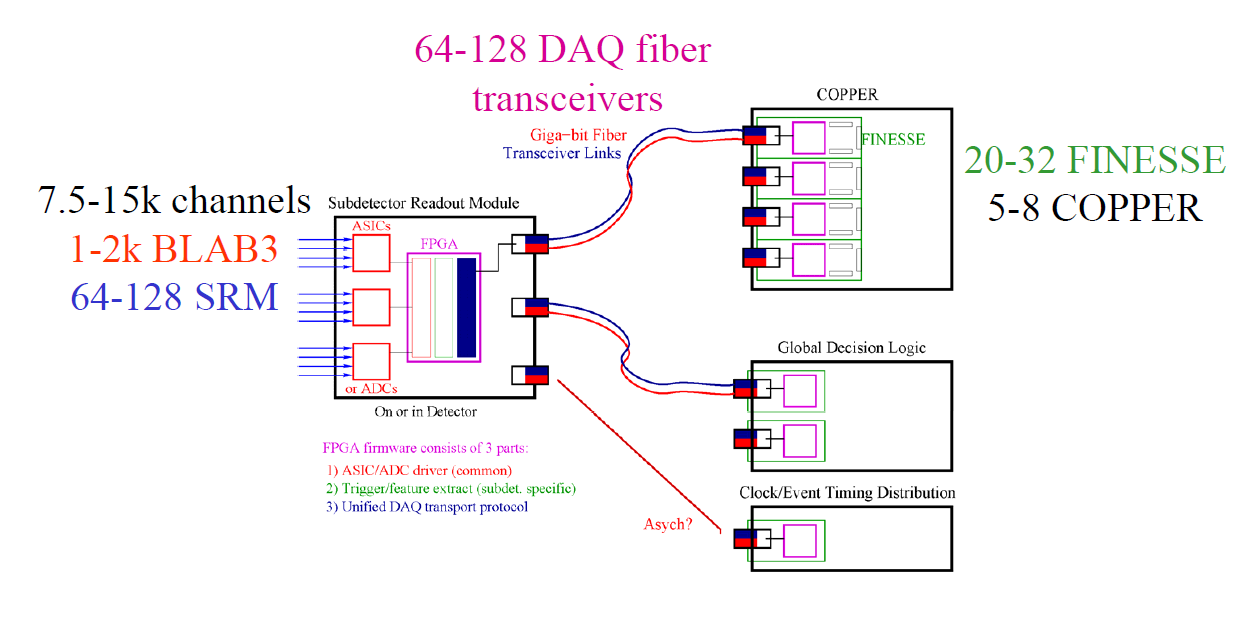 64-128 DAQ fiber
transceivers
COPPER
Giga-bit Fiber
Transceiver Links
FINESSE
20-32 FINESSE
5-8 COPPER
7.5-15k channels
1-2k BLAB3
64-128 SRM
Subdetector Readout Module
ASICs
FPGA
or ADCs
On or in Detector
Global Decision Logic
FPGA firmware consists of 3 parts:
1) ASIC/ADC driver (common)
2) Trigger/feature extract (subdet. specific)
3) Unified DAQ transport protocol
Clock/Event Timing Distribution
Asych?